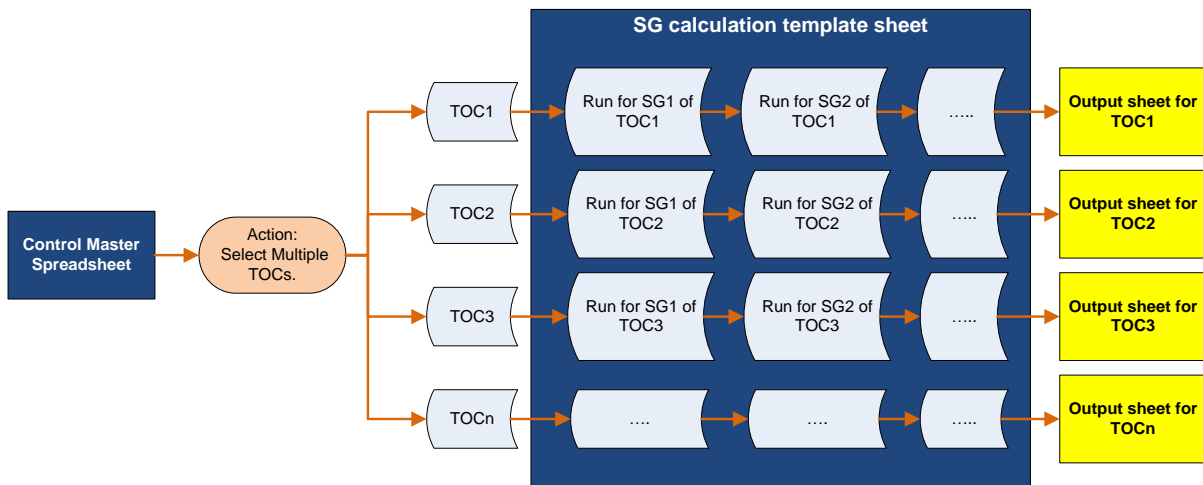 SG calculation template sheet
Control Master
Spreadsheet
Action:
Select Multiple
TOCs.
TOC1
Run for SG1 of
TOC1
Run for SG2 of
TOC1
…..
Output sheet for
TOC1
TOC2
Run for SG1 of
TOC2
Run for SG2 of
TOC2
…..
Output sheet for
TOC2
TOC3
Run for SG1 of
TOC3
Run for SG2 of
TOC3
…..
Output sheet for
TOC3
TOCn
….
….
…..
Output sheet for
TOCn